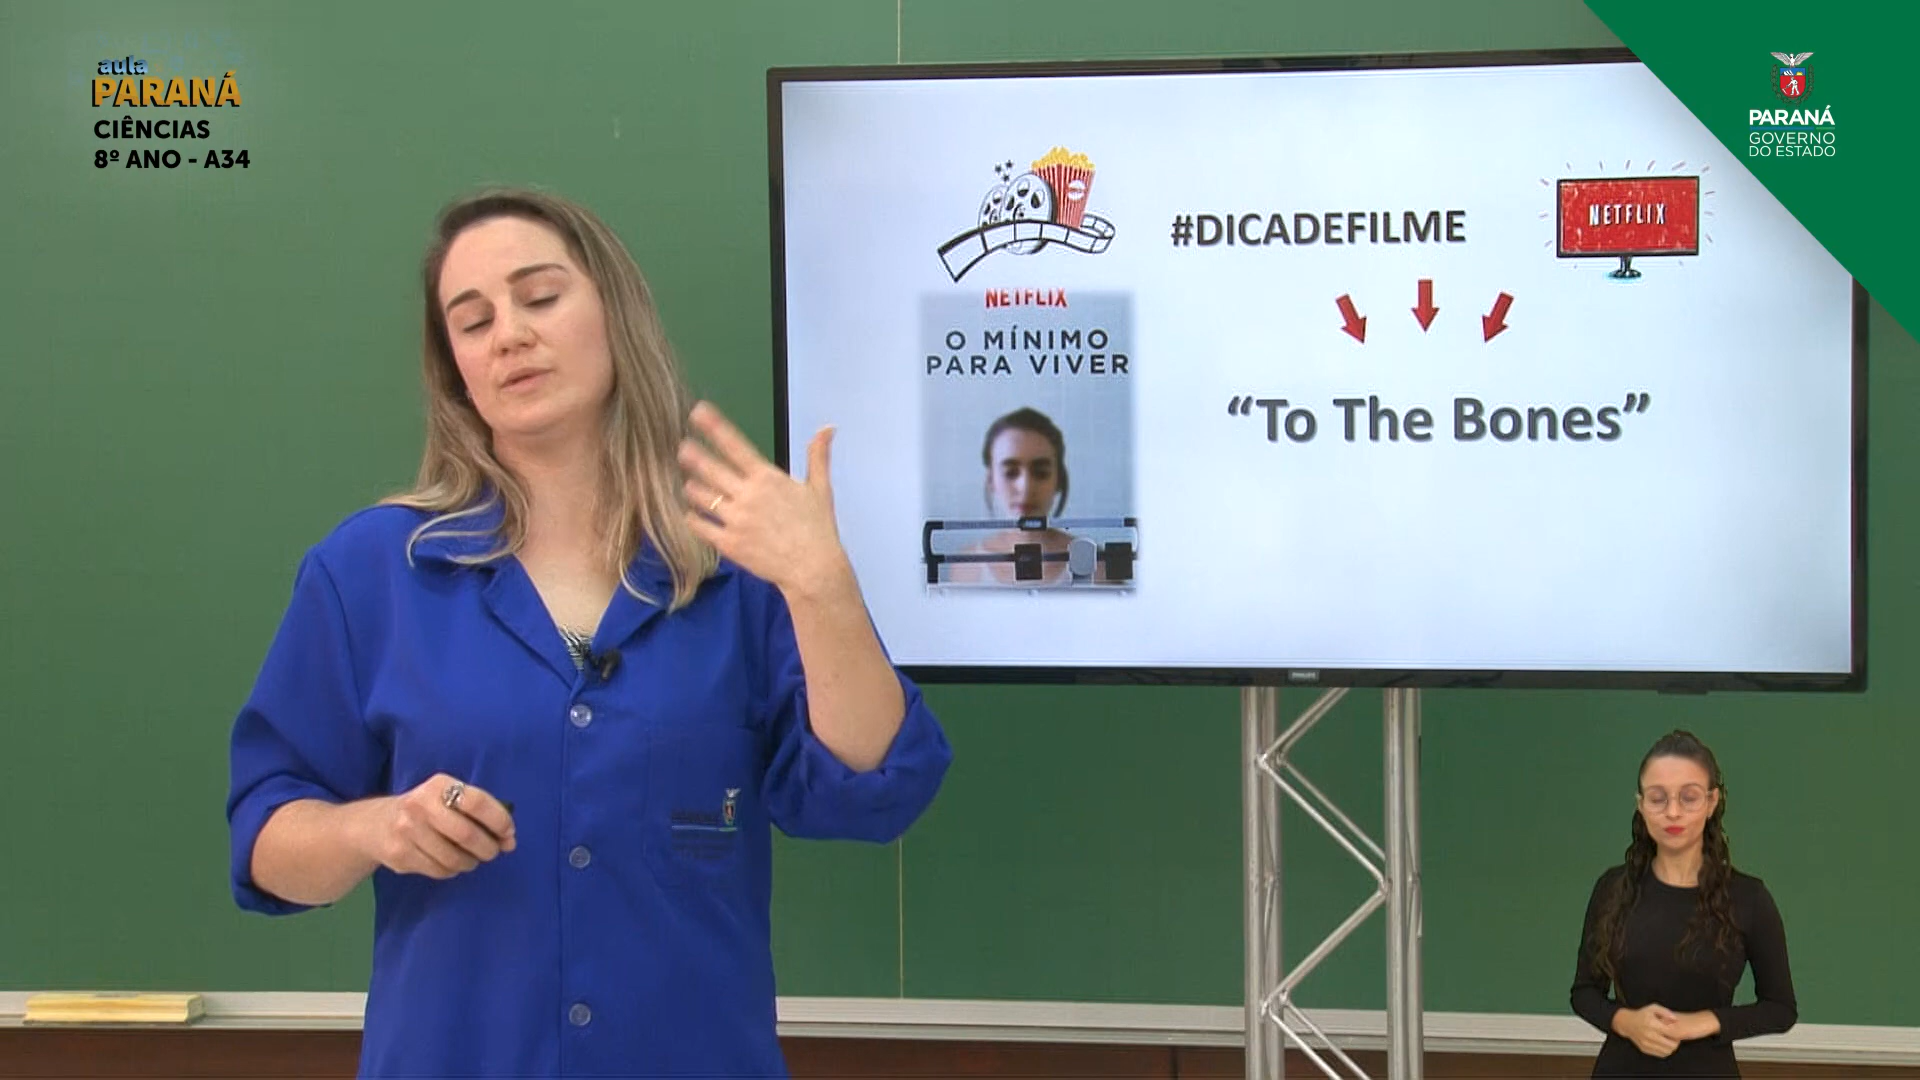 aula
PARANÁ
CIÊNCIAS
8º ANO - A34
PARANÁ
GOVERNO
DO ESTADO
#DICADEFILME
NETFLIX
NETFLIX
O MÍNIMO
PARA VIVER
“To The Bones”
PHILIPS